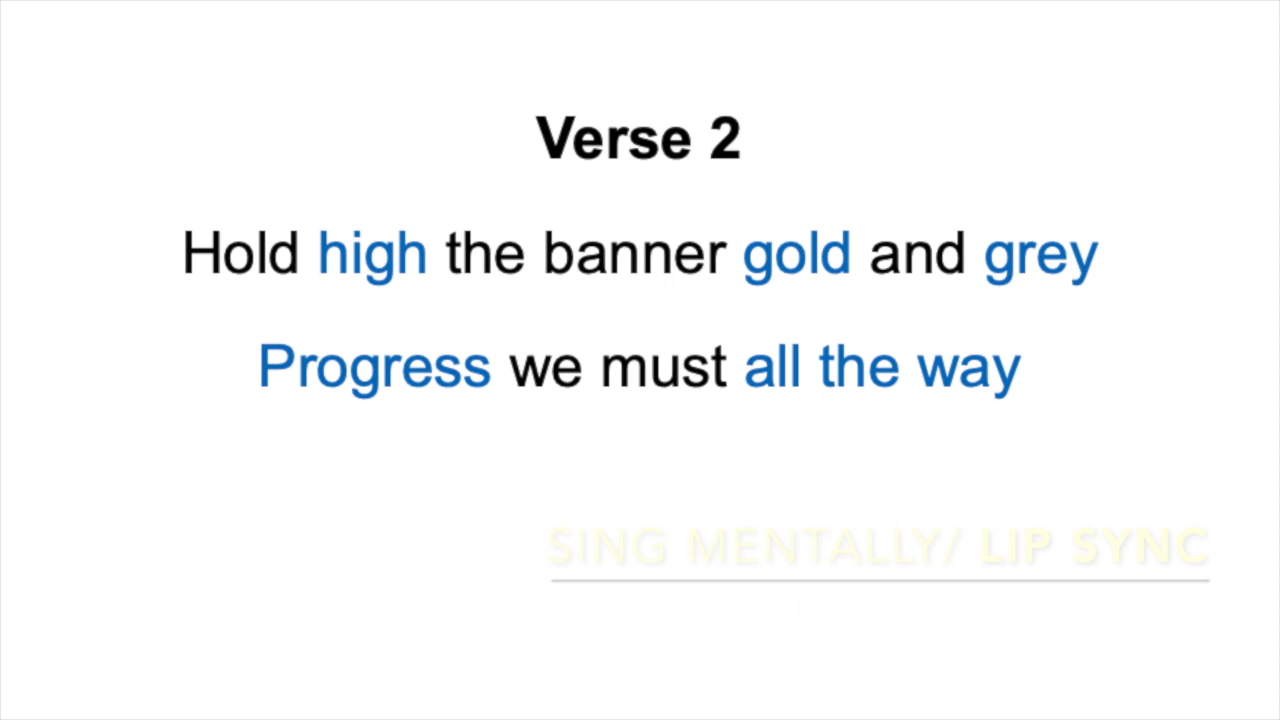 Verse 2
Hold high the banner gold and grey
Progress we must all the way
SING MENTALLY/ LIP SYNC